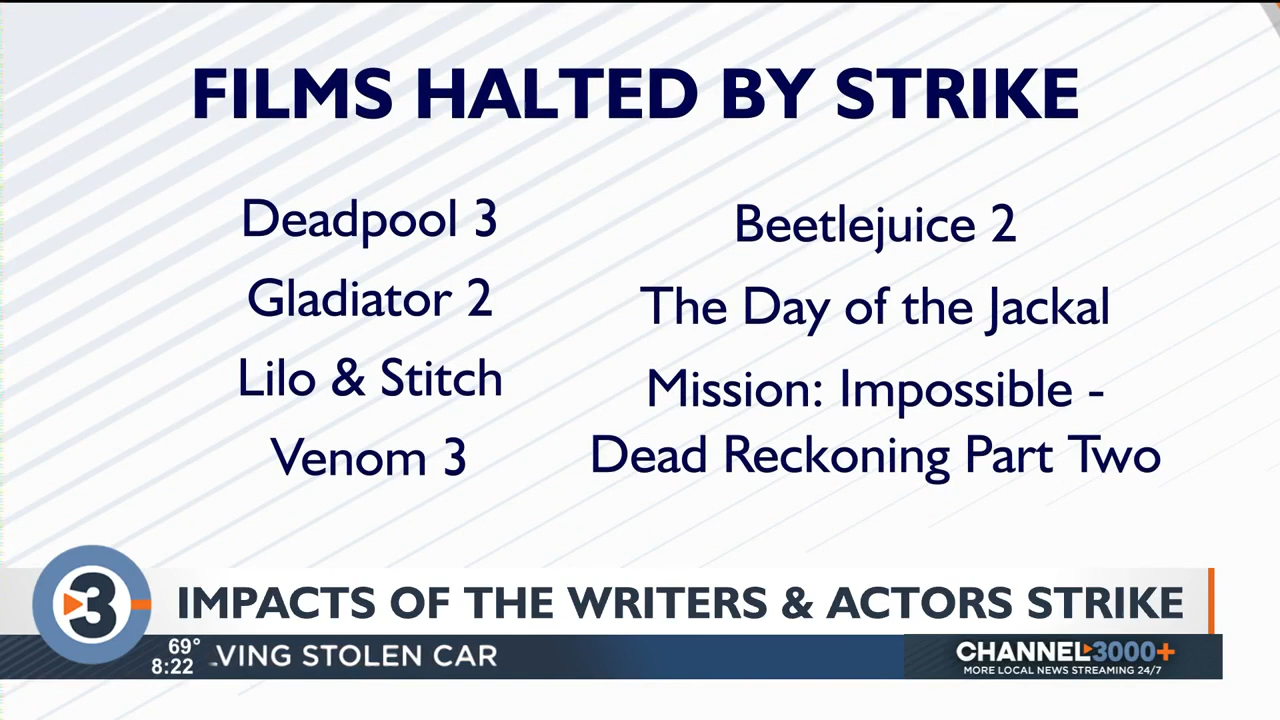 FILMS HALTED BY STRIKE
Deadpool 3
Gladiator 2
Lilo & Stitch
Venom 3
Beetlejuice 2
The Day of the Jackal
Mission: Impossible -
Dead Reckoning Part Two
3
IMPACTS OF THE WRITERS & ACTORS STRIKE
69°
8:22
VING STOLEN CAR
CHANNEL3000+
MORE LOCAL NEWS STREAMING 24/7